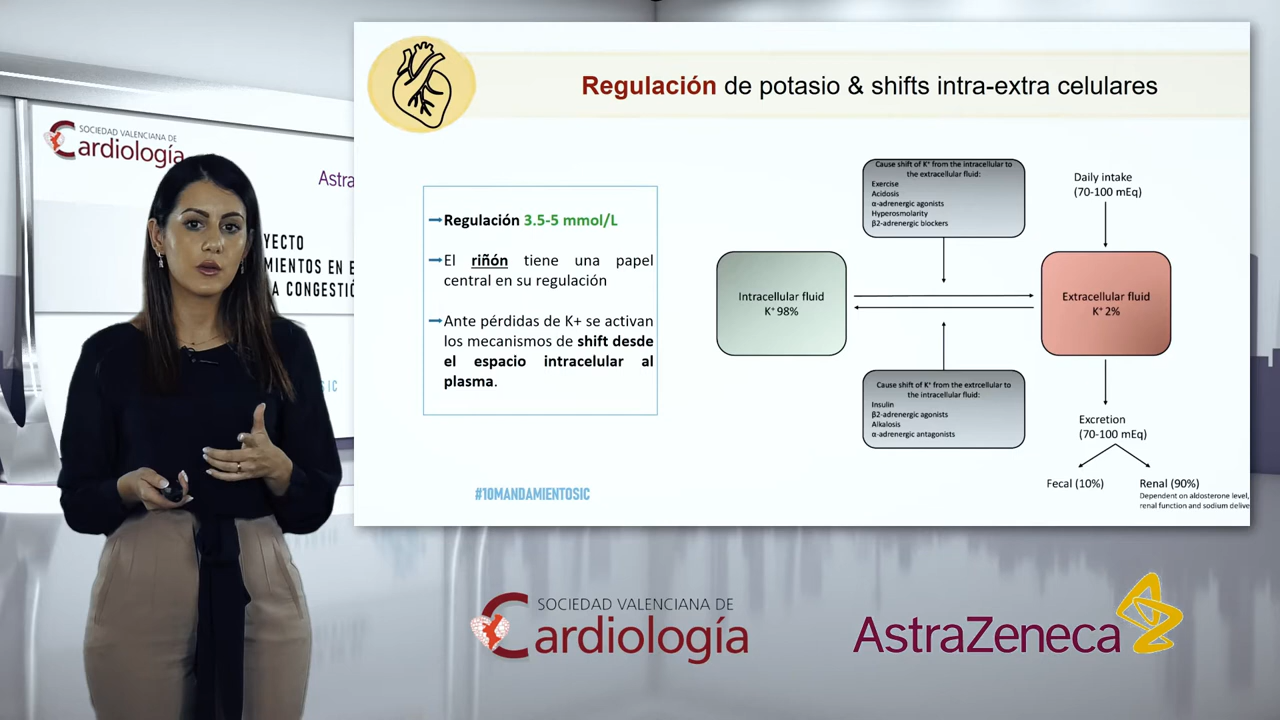 SOCIEDAD VALENCIANA DE
Cardiología
Astra
YECTO
MIENTOS EN E
A CONGESTIÓ
SIC
Regulación de potasio & shifts intra-extra celulares
Regulación 3.5-5 mmol/L
El riñón tiene una papel
central en su regulación
Ante pérdidas de K+ se activan
los mecanismos de shift desde
el espacio intracelular al
plasma.
#10MANDAMIENTOSIC
Cause shift of K⁺ from the intracellular to
the extracellular fluid:
Exercise
Acidosis
α-adrenergic agonists
Hyperosmolarity
β2-adrenergic blockers
Daily intake
(70-100 mEq)
Intracellular fluid
K⁺ 98%
Extracellular fluid
K⁺ 2%
Cause shift of K⁺ from the extrcellular to
the intracellular fluid:
Insulin
β2-adrenergic agonists
Alkalosis
α-adrenergic antagonists
Excretion
(70-100 mEq)
Fecal (10%)
Renal (90%)
Dependent on aldosterone level,
renal function and sodium delive
SOCIEDAD VALENCIANA DE
Cardiología
AstraZeneca